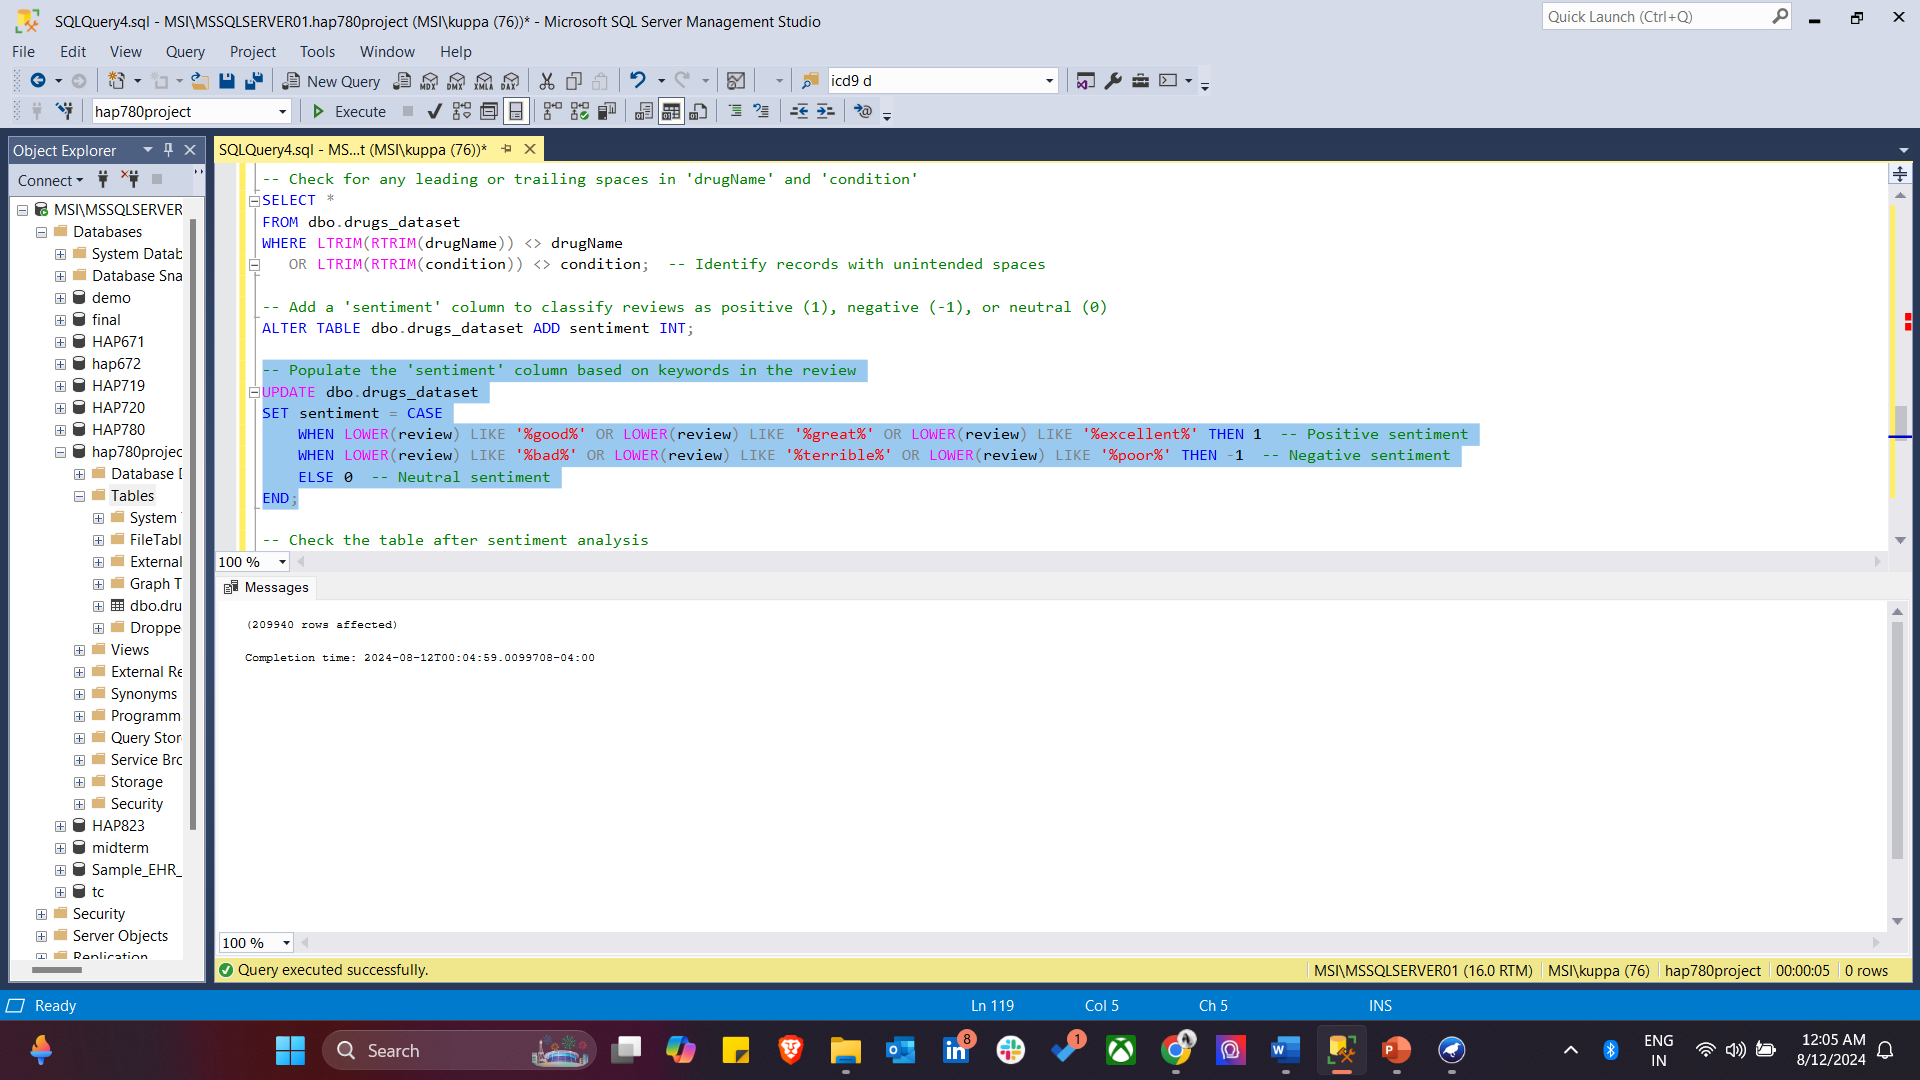 SQLQuery4.sql - MSI\MSSQLSERVER01.hap780project (MSI\kuppa (76))* - Microsoft SQL Server Management Studio
Quick Launch (Ctrl+Q)
File Edit View Query Project Tools Window Help
New Query
MDX DMX XMLA DAX
icd9 d
hap780project
Execute
Object Explorer
SQLQuery4.sql - MS...t (MSI\kuppa (76))*
Connect
MSI\MSSQLSERVER
Databases
System Datab
Database Sna
demo
final
HAP671
hap672
HAP719
HAP720
HAP780
hap780projec
Database D
Tables
System
FileTabl
External
Graph T
dbo.dru
Droppe
Views
External Re
Synonyms
Programm
Query Stor
Service Bro
Storage
Security
HAP823
midterm
Sample_EHR_
tc
Security
Server Objects
Replication
-- Check for any leading or trailing spaces in 'drugName' and 'condition'
SELECT *
FROM dbo.drugs_dataset
WHERE LTRIM(RTRIM(drugName)) <> drugName
OR LTRIM(RTRIM(condition)) <> condition;  -- Identify records with unintended spaces
-- Add a 'sentiment' column to classify reviews as positive (1), negative (-1), or neutral (0)
ALTER TABLE dbo.drugs_dataset ADD sentiment INT;
-- Populate the 'sentiment' column based on keywords in the review
UPDATE dbo.drugs_dataset
SET sentiment = CASE
WHEN LOWER(review) LIKE '%good%' OR LOWER(review) LIKE '%great%' OR LOWER(review) LIKE '%excellent%' THEN 1  -- Positive sentiment
WHEN LOWER(review) LIKE '%bad%' OR LOWER(review) LIKE '%terrible%' OR LOWER(review) LIKE '%poor%' THEN -1  -- Negative sentiment
ELSE 0  -- Neutral sentiment
END;
-- Check the table after sentiment analysis
100 %
Messages
(209940 rows affected)
Completion time: 2024-08-12T00:04:59.0099708-04:00
100 %
Query executed successfully.
MSI\MSSQLSERVER01 (16.0 RTM) MSI\kuppa (76) hap780project 00:00:05 0 rows
Ready
Ln 119 Col 5 Ch 5 INS
Search
8
1
ENG
IN
12:05 AM
8/12/2024